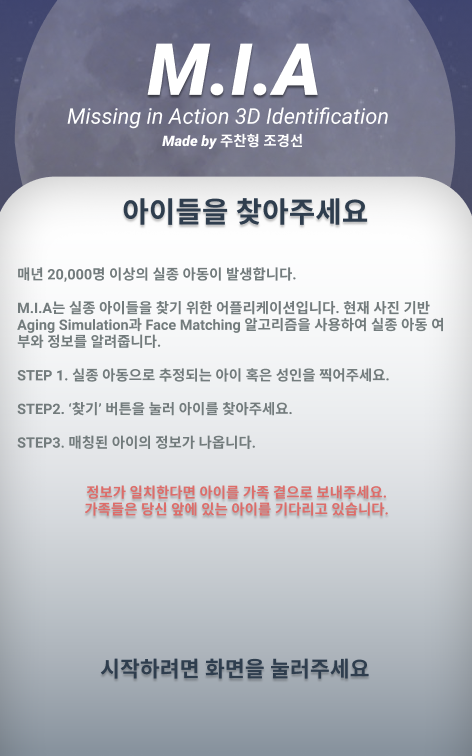 M.I.A
Missing in Action 3D Identification
Made by 주찬형 조경선
아이들을 찾아주세요
매년 20,000명 이상의 실종 아동이 발생합니다.
M.I.A는 실종 아이들을 찾기 위한 어플리케이션입니다. 현재 사진 기반
Aging Simulation과 Face Matching 알고리즘을 사용하여 실종 아동 여
부와 정보를 알려줍니다.
STEP 1. 실종 아동으로 추정되는 아이 혹은 성인을 찍어주세요.
STEP2. ‘찾기’ 버튼을 눌러 아이를 찾아주세요.
STEP3. 매칭된 아이의 정보가 나옵니다.
정보가 일치한다면 아이를 가족 곁으로 보내주세요.
가족들은 당신 앞에 있는 아이를 기다리고 있습니다.
시작하려면 화면을 눌러주세요